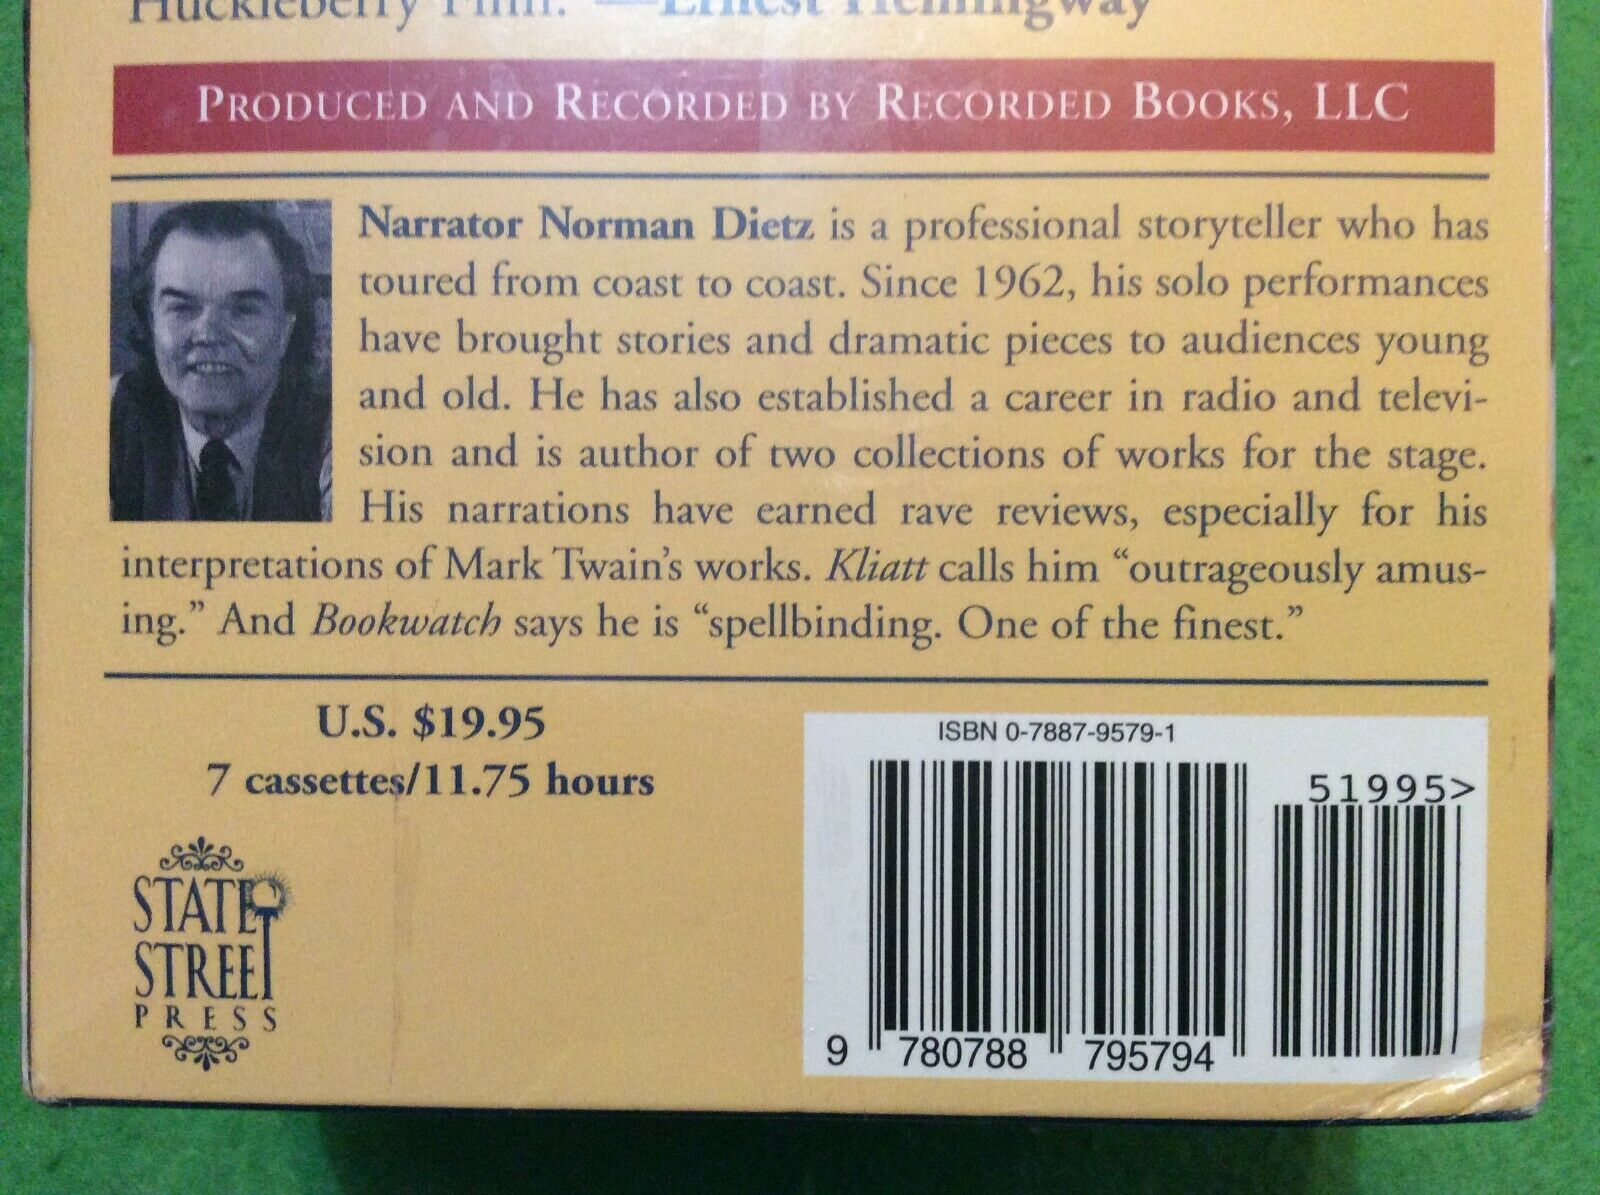 Huckleberry Finn." —Ernest Hemingway
PRODUCED AND RECORDED BY RECORDED BOOKS, LLC
Narrator Norman Dietz is a professional storyteller who has
toured from coast to coast. Since 1962, his solo performances
have brought stories and dramatic pieces to audiences young
and old. He has also established a career in radio and televi-
sion and is author of two collections of works for the stage.
His narrations have earned rave reviews, especially for his
interpretations of Mark Twain's works. Kliatt calls him “outrageously amus-
ing.” And Bookwatch says he is “spellbinding. One of the finest.”
U.S. $19.95
7 cassettes/11.75 hours
STATE
STREET
PRESS
ISBN 0-7887-9579-1
51995>
9 780788 795794